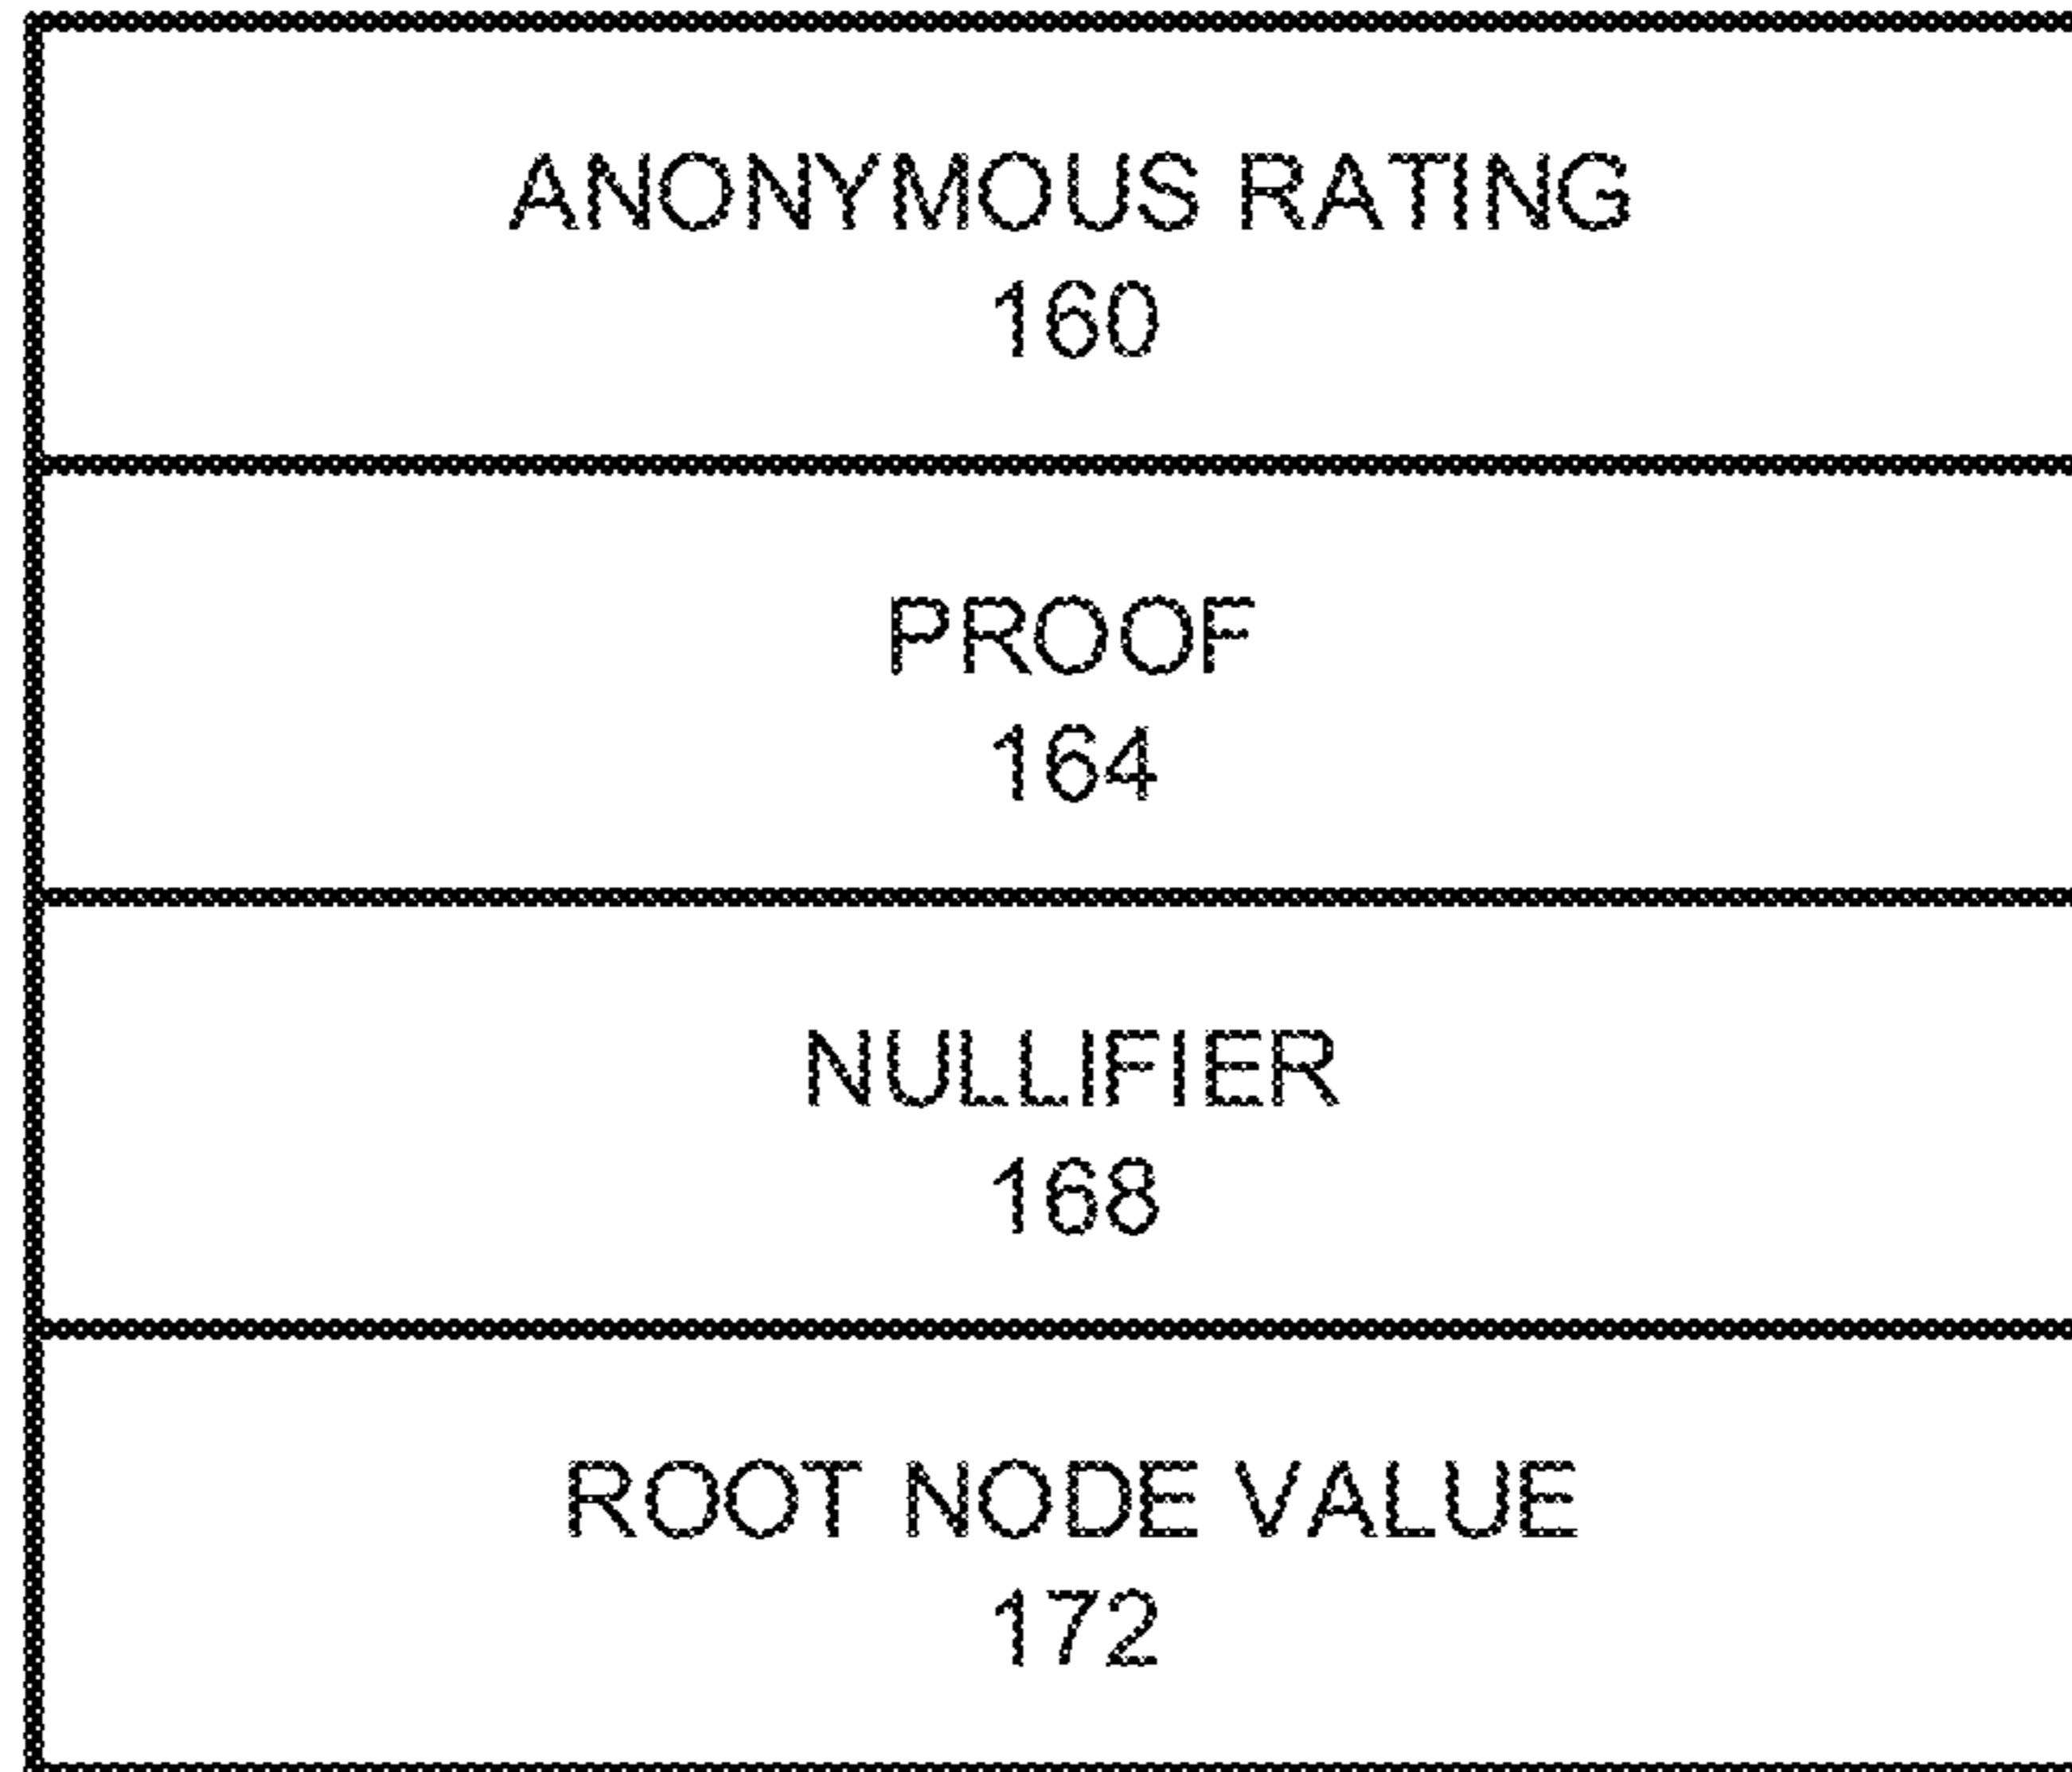 ANONYMOUS RATING
160
PROOF
164
NULLIFIER
168
ROOT NODE VALUE
172